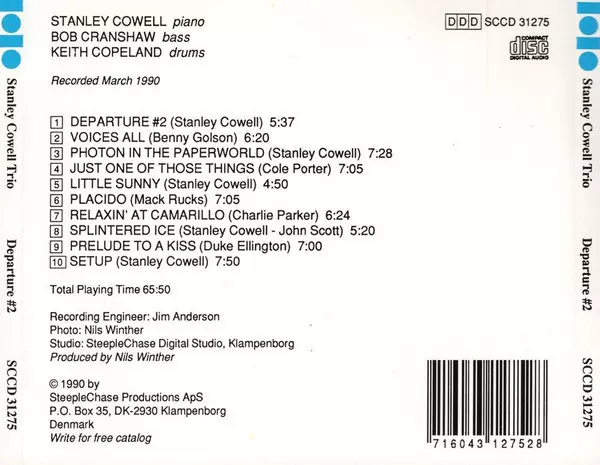 STANLEY COWELL piano
BOB CRANSHAW bass
KEITH COPELAND drums
Recorded March 1990
DDD SCCD 31275
COMPACT
disc
DIGITAL AUDIO
1 DEPARTURE #2 (Stanley Cowell) 5:37
2 VOICES ALL (Benny Golson) 6:20
3 PHOTON IN THE PAPERWORLD (Stanley Cowell) 7:28
4 JUST ONE OF THOSE THINGS (Cole Porter) 7:05
5 LITTLE SUNNY (Stanley Cowell) 4:50
6 PLACIDO (Mack Rucks) 7:05
7 RELAXIN' AT CAMARILLO (Charlie Parker) 6:24
8 SPLINTERED ICE (Stanley Cowell - John Scott) 5:20
9 PRELUDE TO A KISS (Duke Ellington) 7:00
10 SETUP (Stanley Cowell) 7:50
Total Playing Time 65:50
Recording Engineer: Jim Anderson
Photo: Nils Winther
Studio: SteepleChase Digital Studio, Klampenborg
Produced by Nils Winther
© 1990 by
SteepleChase Productions ApS
P.O. Box 35, DK-2930 Klampenborg
Denmark
Write for free catalog
716043 127528
Stanley Cowell Trio Departure #2 SCCD 31275
Stanley Cowell Trio Departure #2 SCCD 31275